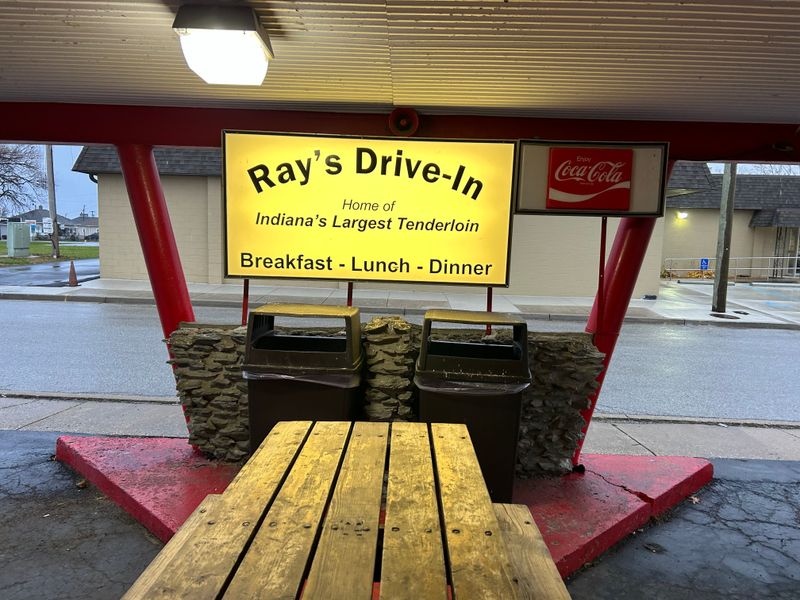 Ray's Drive-In
Home of
Indiana's Largest Tenderloin
Breakfast - Lunch - Dinner
Enjoy
Coca-Cola